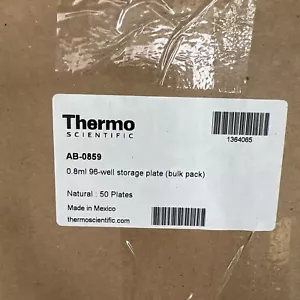 Thermo
SCIENTIFIC
1364065
AB-0859
0.8ml 96-well storage plate (bulk pack)
Natural : 50 Plates
Made in Mexico
thermoscientific.com